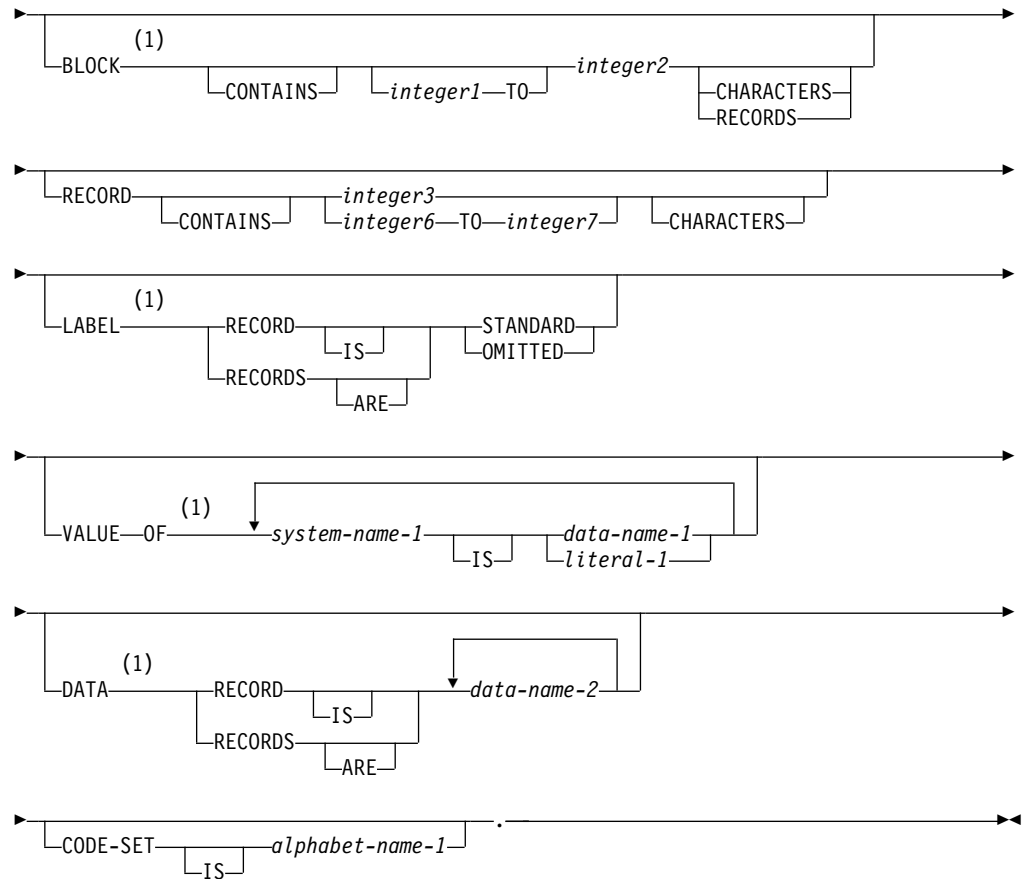 (1)
BLOCK CONTAINS integer1 TO integer2 CHARACTERS
RECORDS
RECORD CONTAINS integer3 CHARACTERS
integer6 TO integer7
(1)
LABEL RECORD IS STANDARD
OMITTED
RECORDS ARE
(1)
VALUE OF system-name-1 IS data-name-1
literal-1
(1)
DATA RECORD IS data-name-2
RECORDS ARE
.
CODE-SET IS alphabet-name-1